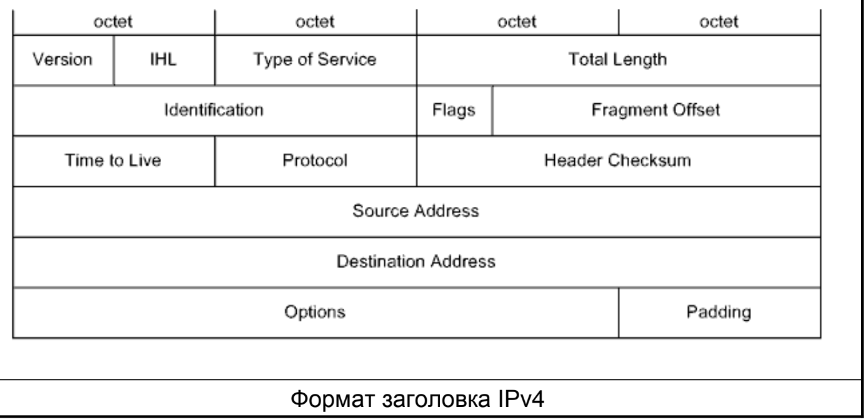 octet octet octet octet
Version IHL Type of Service Total Length
Identification Flags Fragment Offset
Time to Live Protocol Header Checksum
Source Address
Destination Address
Options Padding
Формат заголовка IPv4